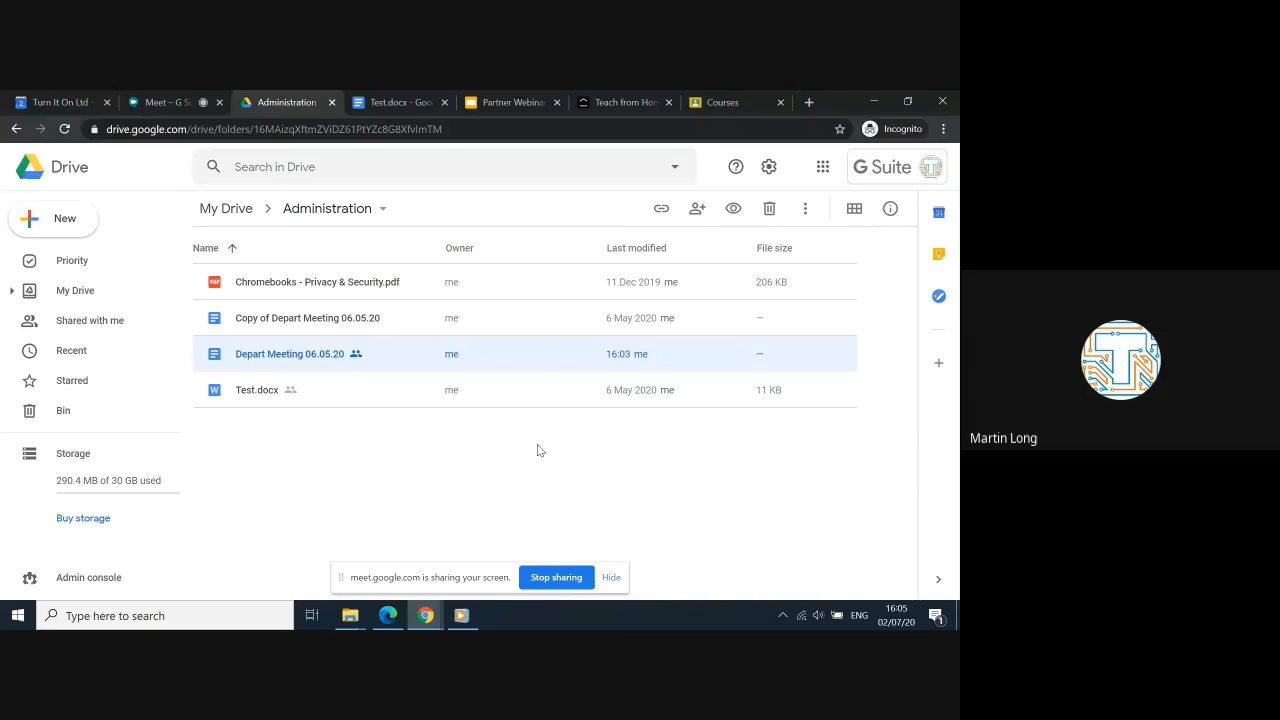 Turn It On Ltd -
Meet – G Su
Administration
Test.docx - Goo
Partner Webina
Teach from Hom
Courses
drive.google.com/drive/folders/16MAizqXftmZViDZ61PtYZc8G8XfvImTM
Incognito
Drive
Search in Drive
G Suite
New
My Drive > Administration
Name
Owner
Last modified
File size
Priority
My Drive
Shared with me
Recent
Starred
Bin
Storage
290.4 MB of 30 GB used
Buy storage
Admin console
PDF Chromebooks - Privacy & Security.pdf me 11 Dec 2019 me 206 KB
Copy of Depart Meeting 06.05.20 me 6 May 2020 me –
Depart Meeting 06.05.20 me 16:03 me –
W Test.docx me 6 May 2020 me 11 KB
31
meet.google.com is sharing your screen. Stop sharing Hide
Type here to search
ENG
16:05
02/07/20
1
T
Martin Long